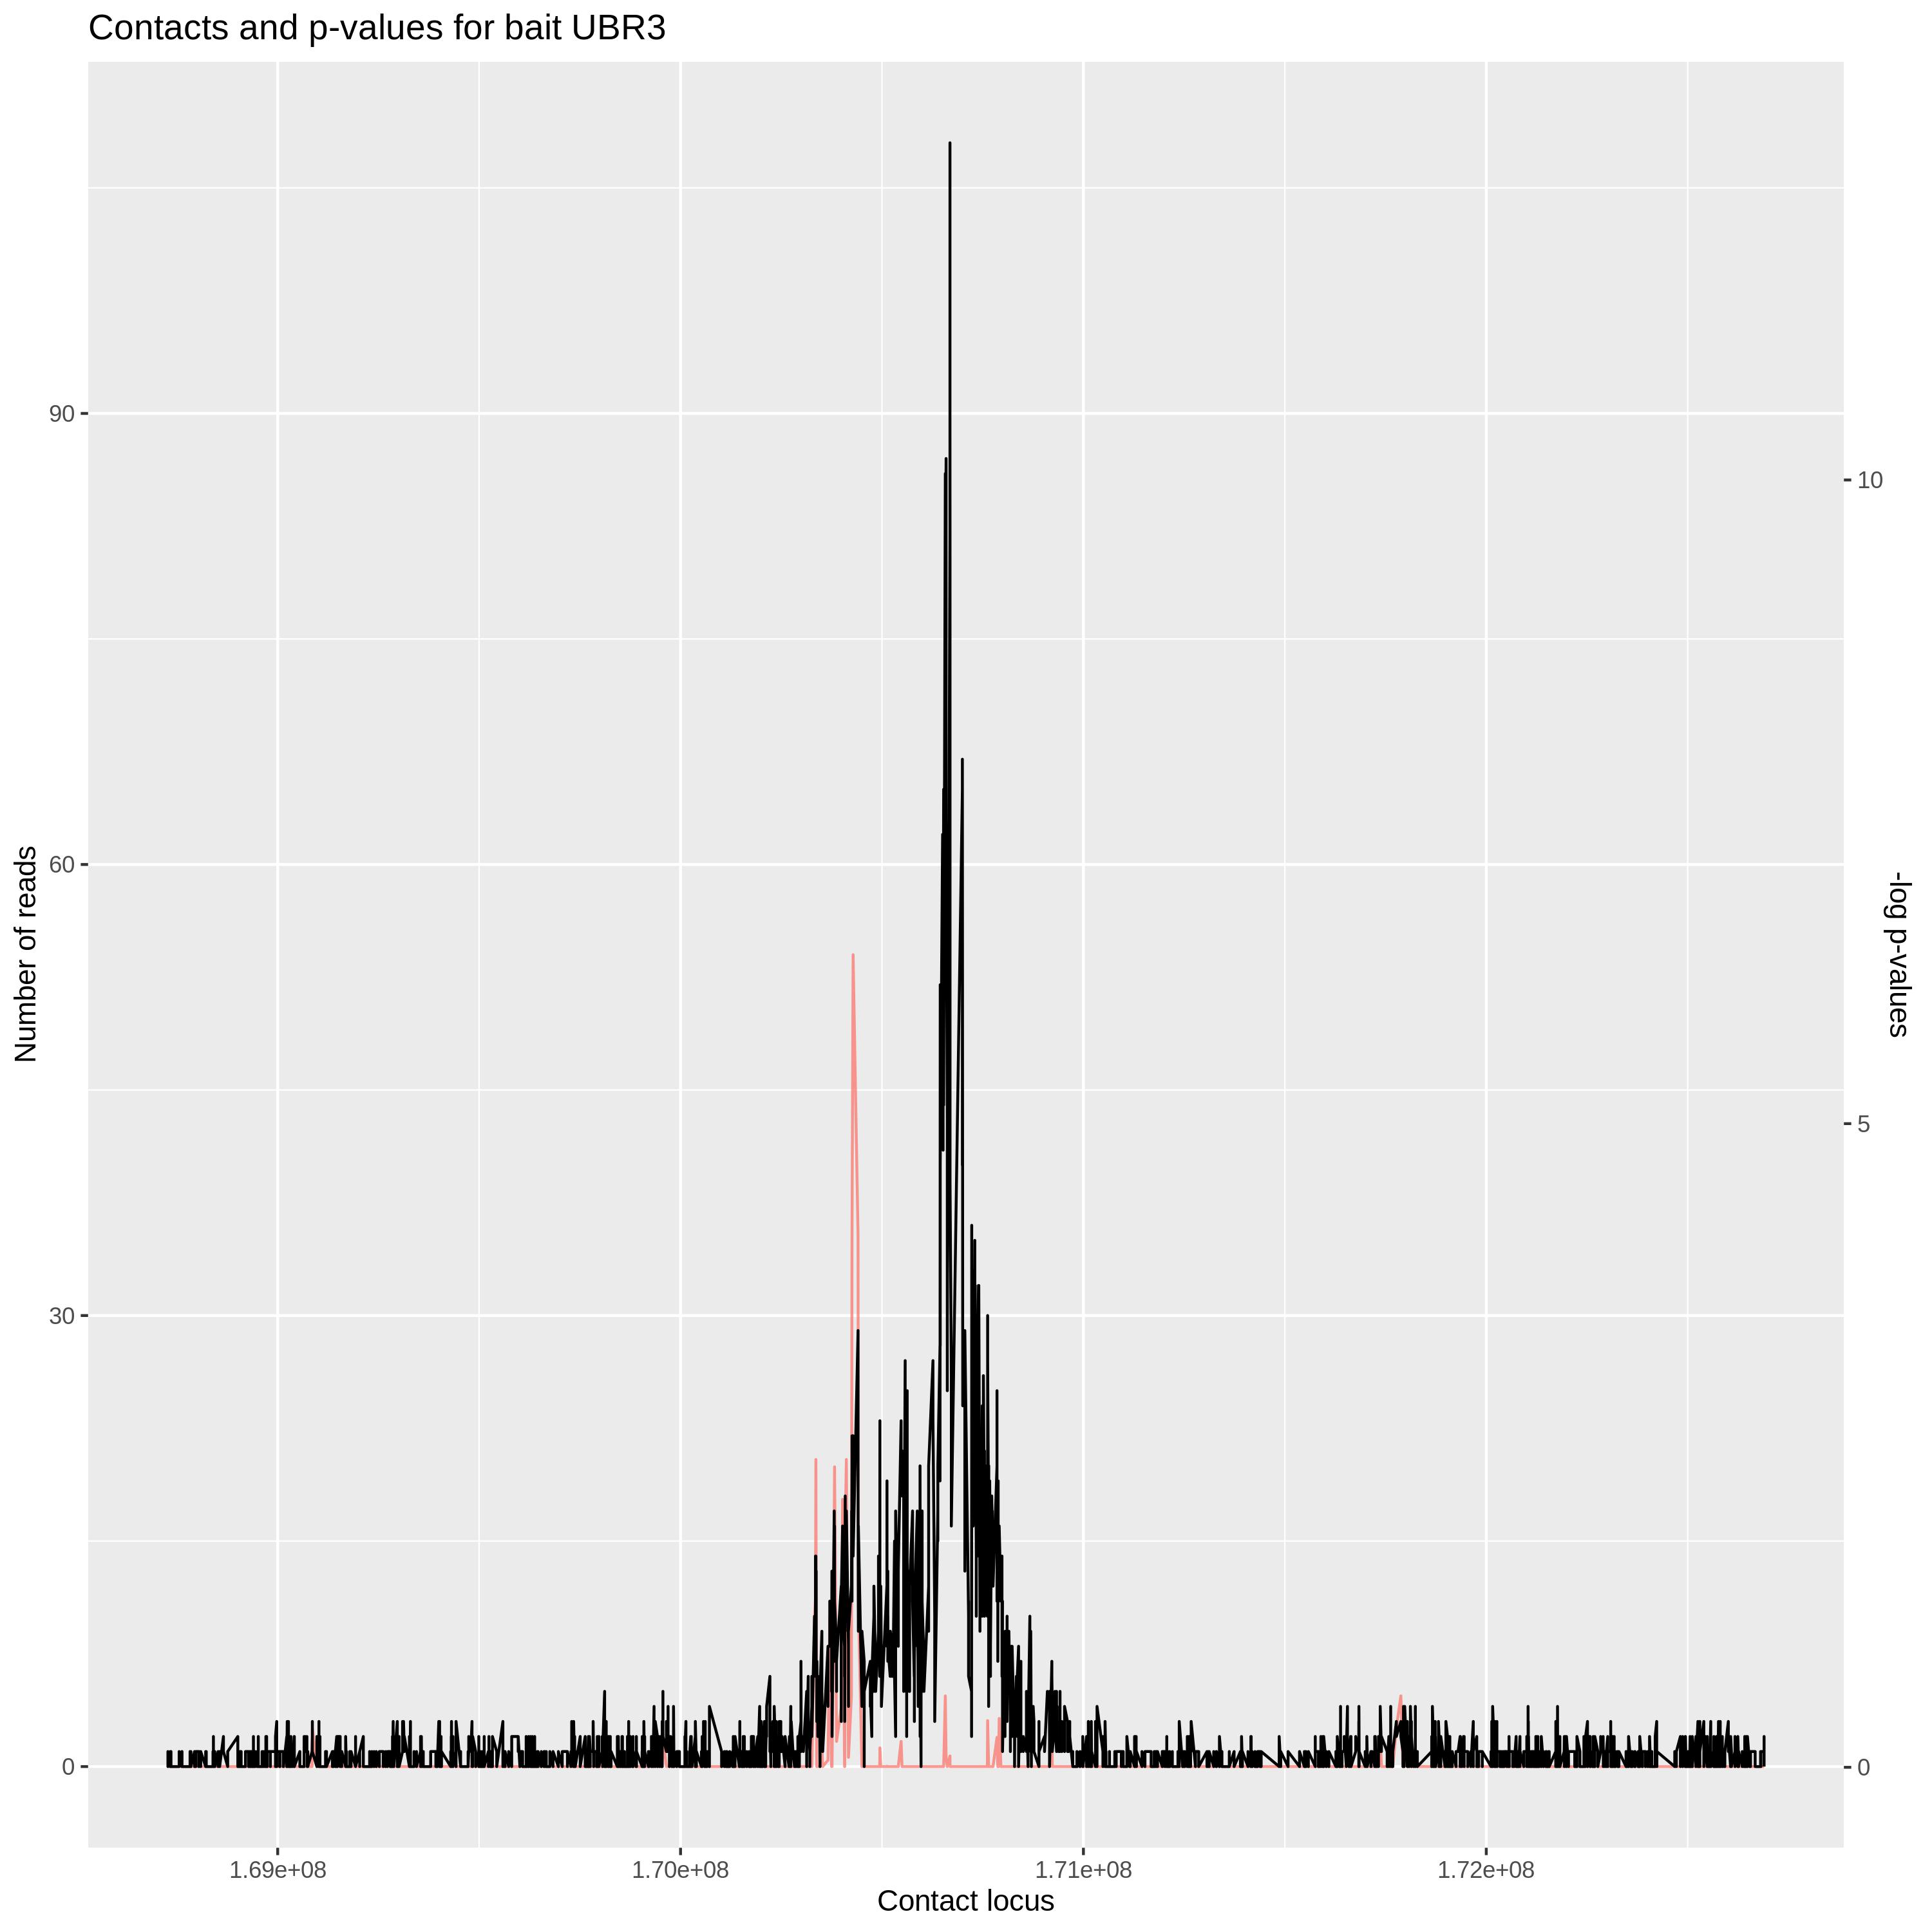 Contacts and p-values for bait UBR3
Number of reads
90
60
30
0
10
5
0
-log p-values
1.69e+08 1.70e+08 1.71e+08 1.72e+08
Contact locus